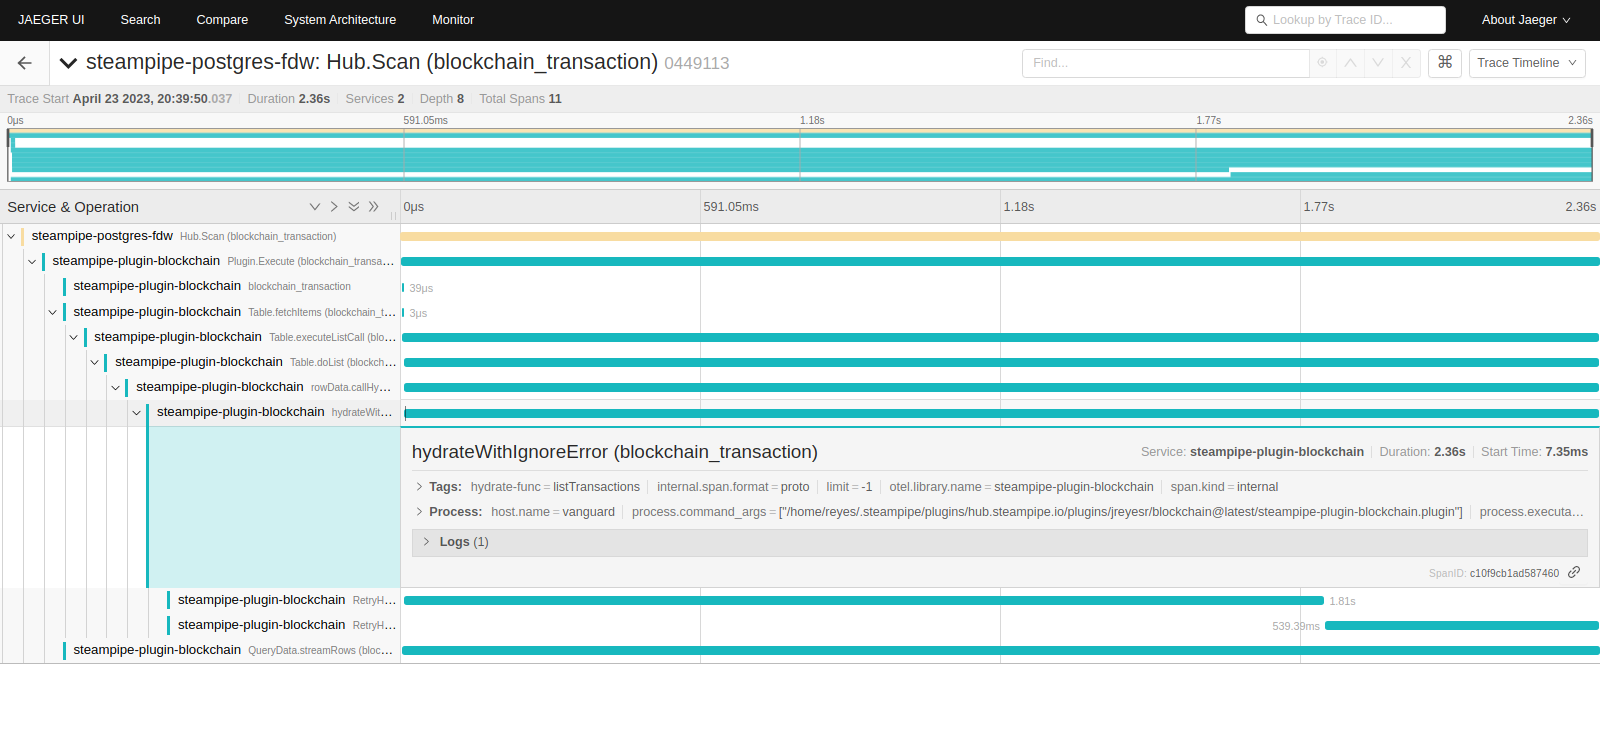 JAEGER UI Search Compare System Architecture Monitor Lookup by Trace ID... About Jaeger
steampipe-postgres-fdw: Hub.Scan (blockchain_transaction) 0449113 Find... ⌘ Trace Timeline
Trace Start April 23 2023, 20:39:50.037 Duration 2.36s Services 2 Depth 8 Total Spans 11
0μs 591.05ms 1.18s 1.77s 2.36s
Service & Operation 0μs 591.05ms 1.18s 1.77s 2.36s
steampipe-postgres-fdw Hub.Scan (blockchain_transaction)
steampipe-plugin-blockchain Plugin.Execute (blockchain_transa...
steampipe-plugin-blockchain blockchain_transaction 39μs
steampipe-plugin-blockchain Table.fetchItems (blockchain_t... 3μs
steampipe-plugin-blockchain Table.executeListCall (blo...
steampipe-plugin-blockchain Table.doList (blockch...
steampipe-plugin-blockchain rowData.callHy...
steampipe-plugin-blockchain hydrateWit...
hydrateWithIgnoreError (blockchain_transaction) Service: steampipe-plugin-blockchain Duration: 2.36s Start Time: 7.35ms
Tags: hydrate-func = listTransactions internal.span.format = proto limit = -1 otel.library.name = steampipe-plugin-blockchain span.kind = internal
Process: host.name = vanguard process.command_args = ["/home/reyes/.steampipe/plugins/hub.steampipe.io/plugins/jreyesr/blockchain@latest/steampipe-plugin-blockchain.plugin"] process.executa...
Logs (1)
SpanID: c10f9cb1ad587460
steampipe-plugin-blockchain RetryH... 1.81s
steampipe-plugin-blockchain RetryH... 539.39ms
steampipe-plugin-blockchain QueryData.streamRows (bloc...